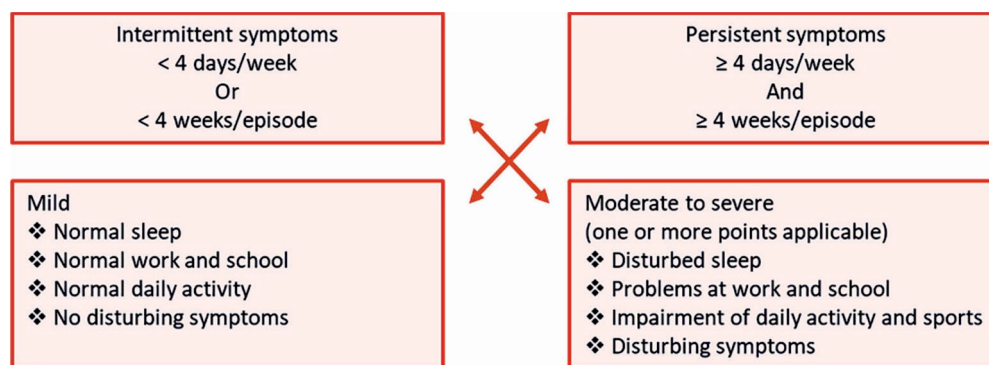 Intermittent symptoms
< 4 days/week
Or
< 4 weeks/episode
Persistent symptoms
≥ 4 days/week
And
≥ 4 weeks/episode
Mild
❖ Normal sleep
❖ Normal work and school
❖ Normal daily activity
❖ No disturbing symptoms
Moderate to severe
(one or more points applicable)
❖ Disturbed sleep
❖ Problems at work and school
❖ Impairment of daily activity and sports
❖ Disturbing symptoms